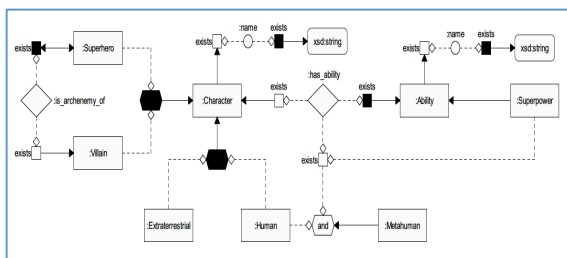 :name exists
exists xsd:string
:name exists
exists xsd:string
exists :Superhero
:has_ability
exists
:is_archenemy_of
:Character
exists
:Ability
:Superpower
exists :Villain
exists
:Extraterrestrial
:Human
and
:Metahuman